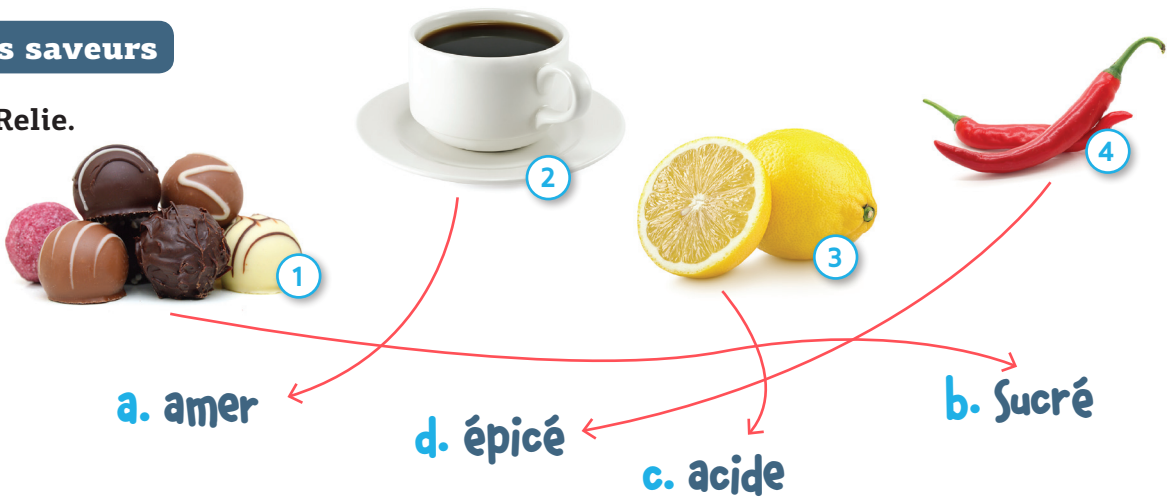 s saveurs
Relie.
1
2
3
4
a. amer
d. épicé
c. acide
b. Sucré